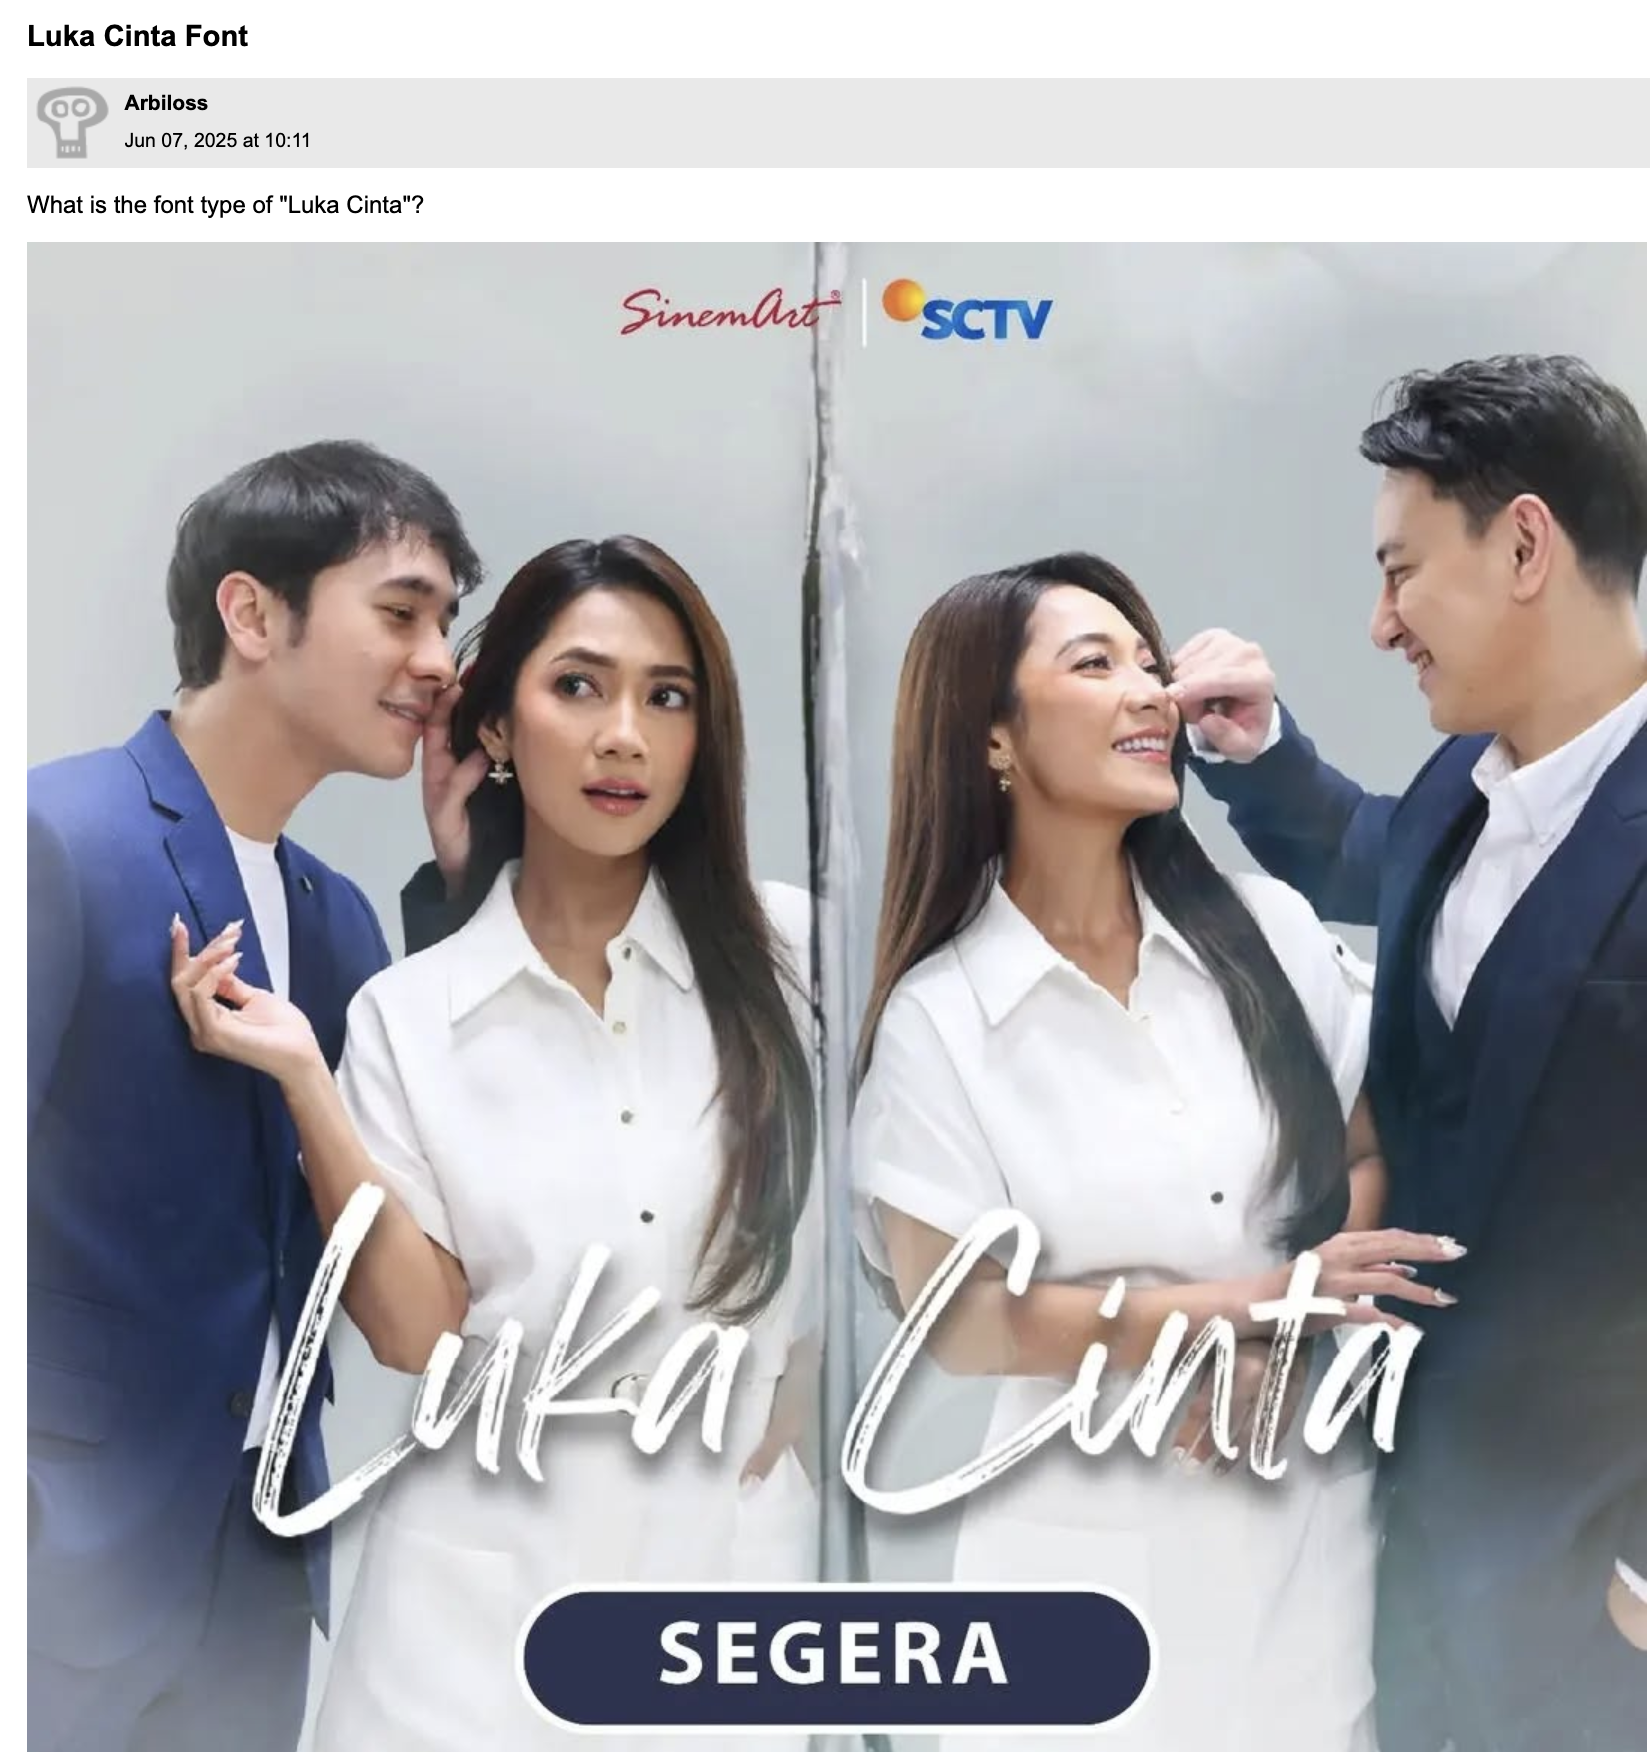 Luka Cinta Font
Arbiloss
Jun 07, 2025 at 10:11
What is the font type of "Luka Cinta"?
SinemArt® | SCTV
Luka Cinta
SEGERA